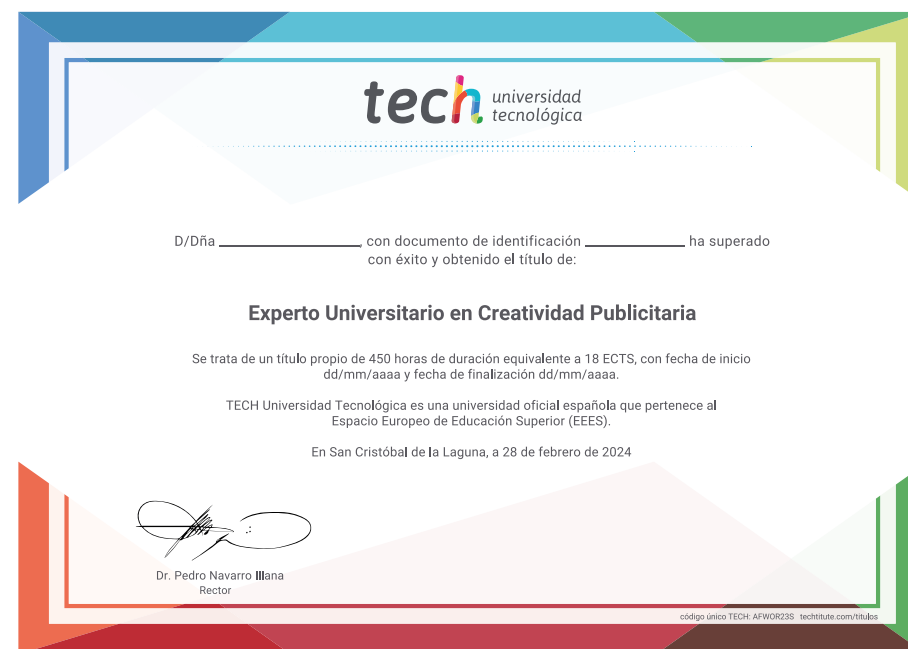 tech universidad
tecnológica
D/Dña ____________________, con documento de identificación ______________ ha superado
con éxito y obtenido el título de:
Experto Universitario en Creatividad Publicitaria
Se trata de un título propio de 450 horas de duración equivalente a 18 ECTS, con fecha de inicio
dd/mm/aaaa y fecha de finalización dd/mm/aaaa.
TECH Universidad Tecnológica es una universidad oficial española que pertenece al
Espacio Europeo de Educación Superior (EEES).
En San Cristóbal de la Laguna, a 28 de febrero de 2024
Dr. Pedro Navarro Illana
Rector
código único TECH: AFWOR23S techtitute.com/titulos